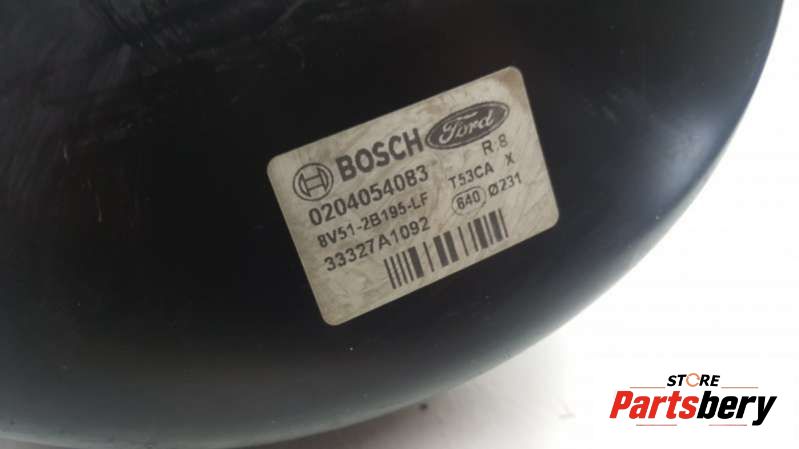 BOSCH Ford
0204054083 R 8
8V51-2B195-LF T53CA X
33327A1092 640 Ø231
STORE
Partsbery